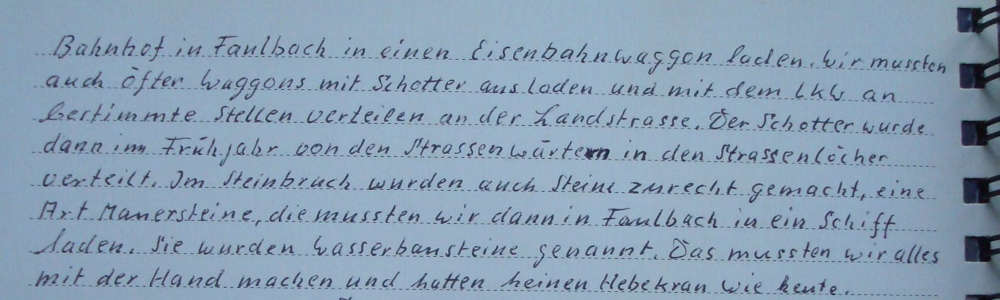 Bahnhof in Faulbach in einen Eisenbahnwaggon laden. Wir mussten
auch öfter Waggons mit Schotter ausladen und mit dem LKW an
bestimmte Stellen verteilen an der Landstrasse. Der Schotter wurde
dann im Frühjahr von den Strassenwärtern in den Strassenlöcher
verteilt. Im Steinbruch wurden auch Steine zurecht gemacht, eine
Art Mauersteine, die mussten wir dann in Faulbach in ein Schiff
laden. Sie wurden Wasserbausteine genannt. Das mussten wir alles
mit der Hand machen und hatten keinen Hebekran wie heute.